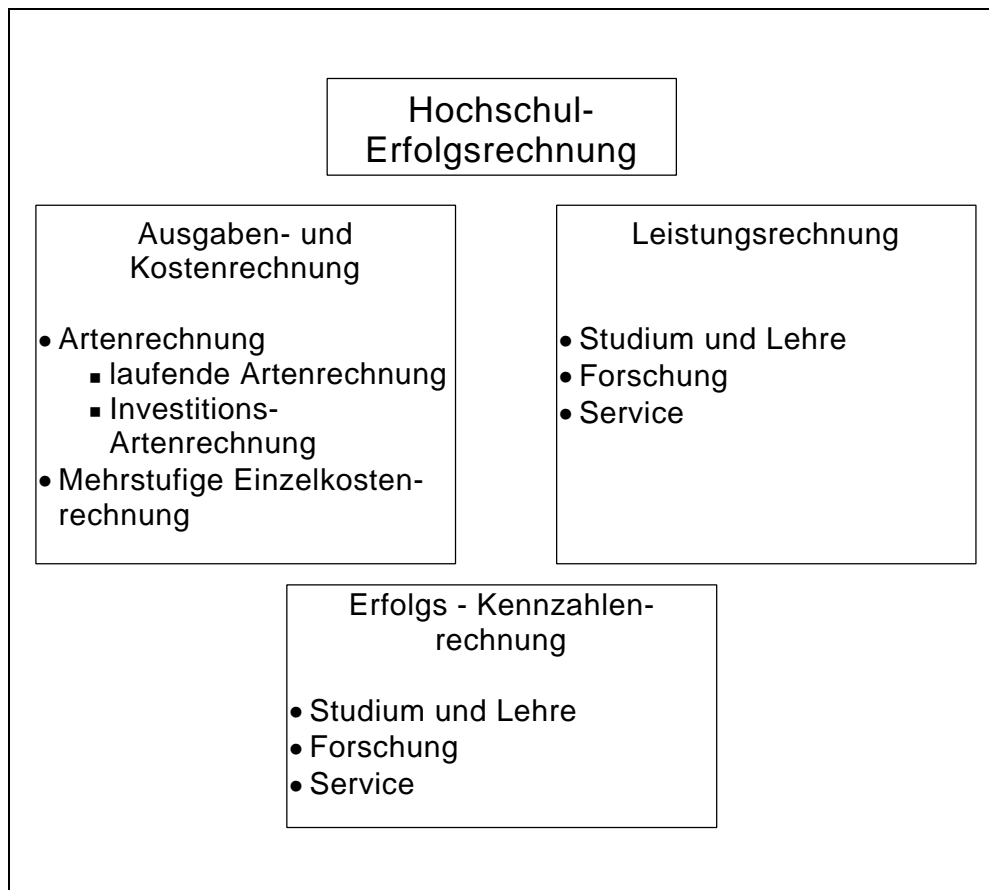 Hochschul-
Erfolgsrechnung
Ausgaben- und
Kostenrechnung
• Artenrechnung
▪ laufende Artenrechnung
▪ Investitions-
Artenrechnung
• Mehrstufige Einzelkosten-
rechnung
Leistungsrechnung
• Studium und Lehre
• Forschung
• Service
Erfolgs - Kennzahlen-
rechnung
• Studium und Lehre
• Forschung
• Service